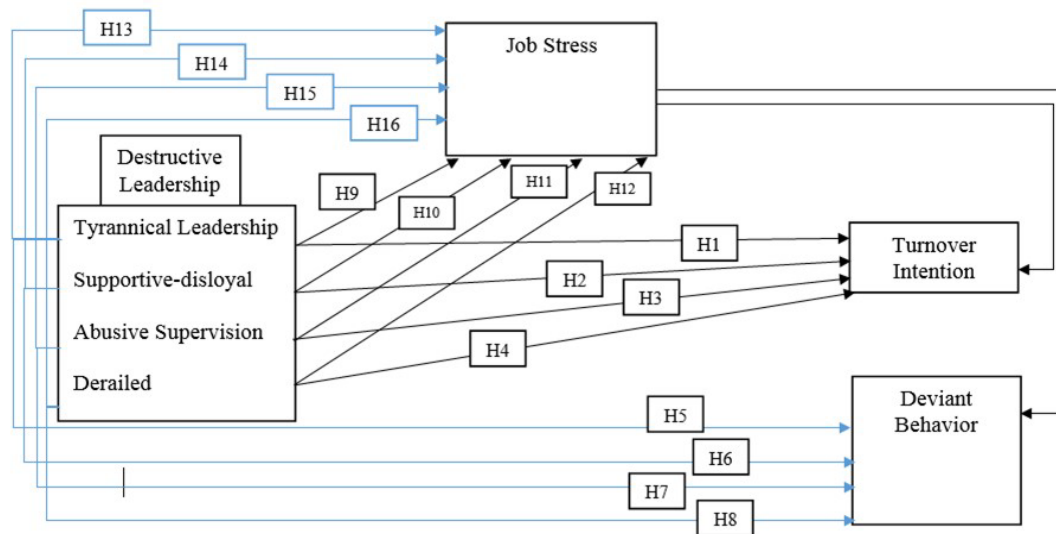 H13
Job Stress
H14
H15
H16
Destructive
Leadership
H9
H10
H11
H12
Tyrannical Leadership
Supportive-disloyal
Abusive Supervision
Derailed
H1
H2
H3
H4
Turnover
Intention
H5
H6
H7
H8
Deviant
Behavior